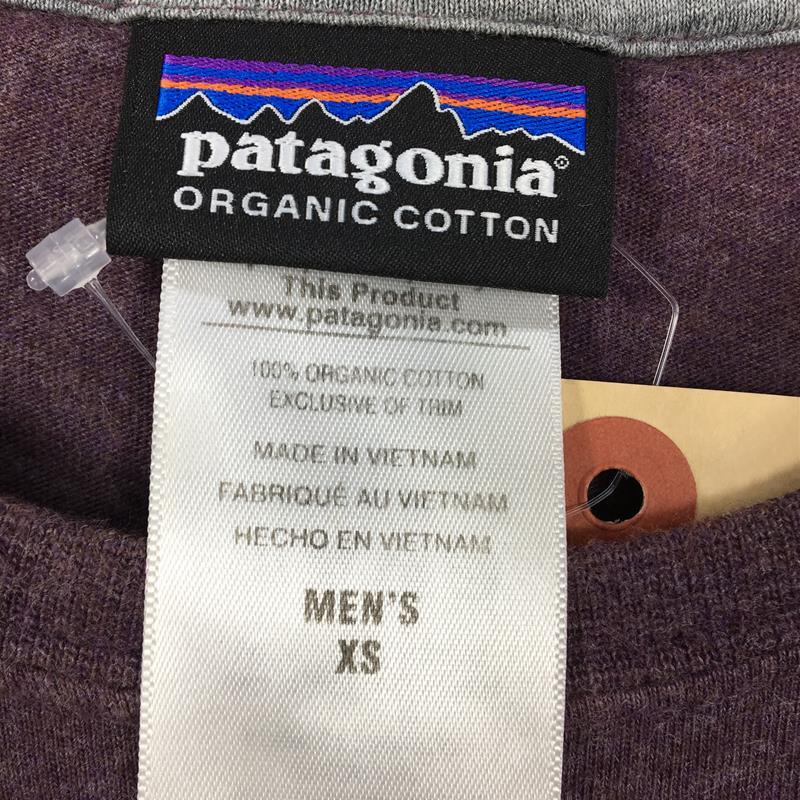 patagonia®
ORGANIC COTTON
This Product
www.patagonia.com
100% ORGANIC COTTON
EXCLUSIVE OF TRIM
MADE IN VIETNAM
FABRIQUÉ AU VIETNAM
HECHO EN VIETNAM
MEN'S
XS